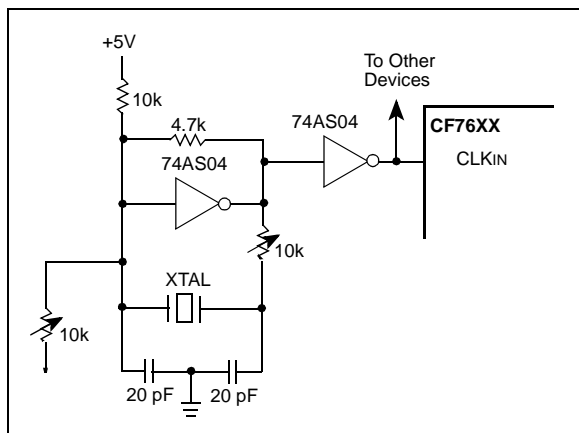 +5V
To Other
Devices
10k
4.7k
74AS04
CF76XX
74AS04
CLKIN
10k
XTAL
10k
20 pF
20 pF